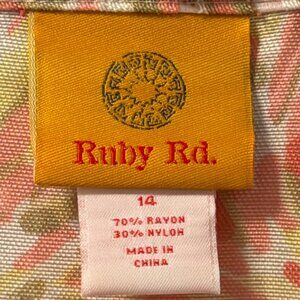 Ruby Rd.
14
70% RAYON
30% NYLON
MADE IN
CHINA